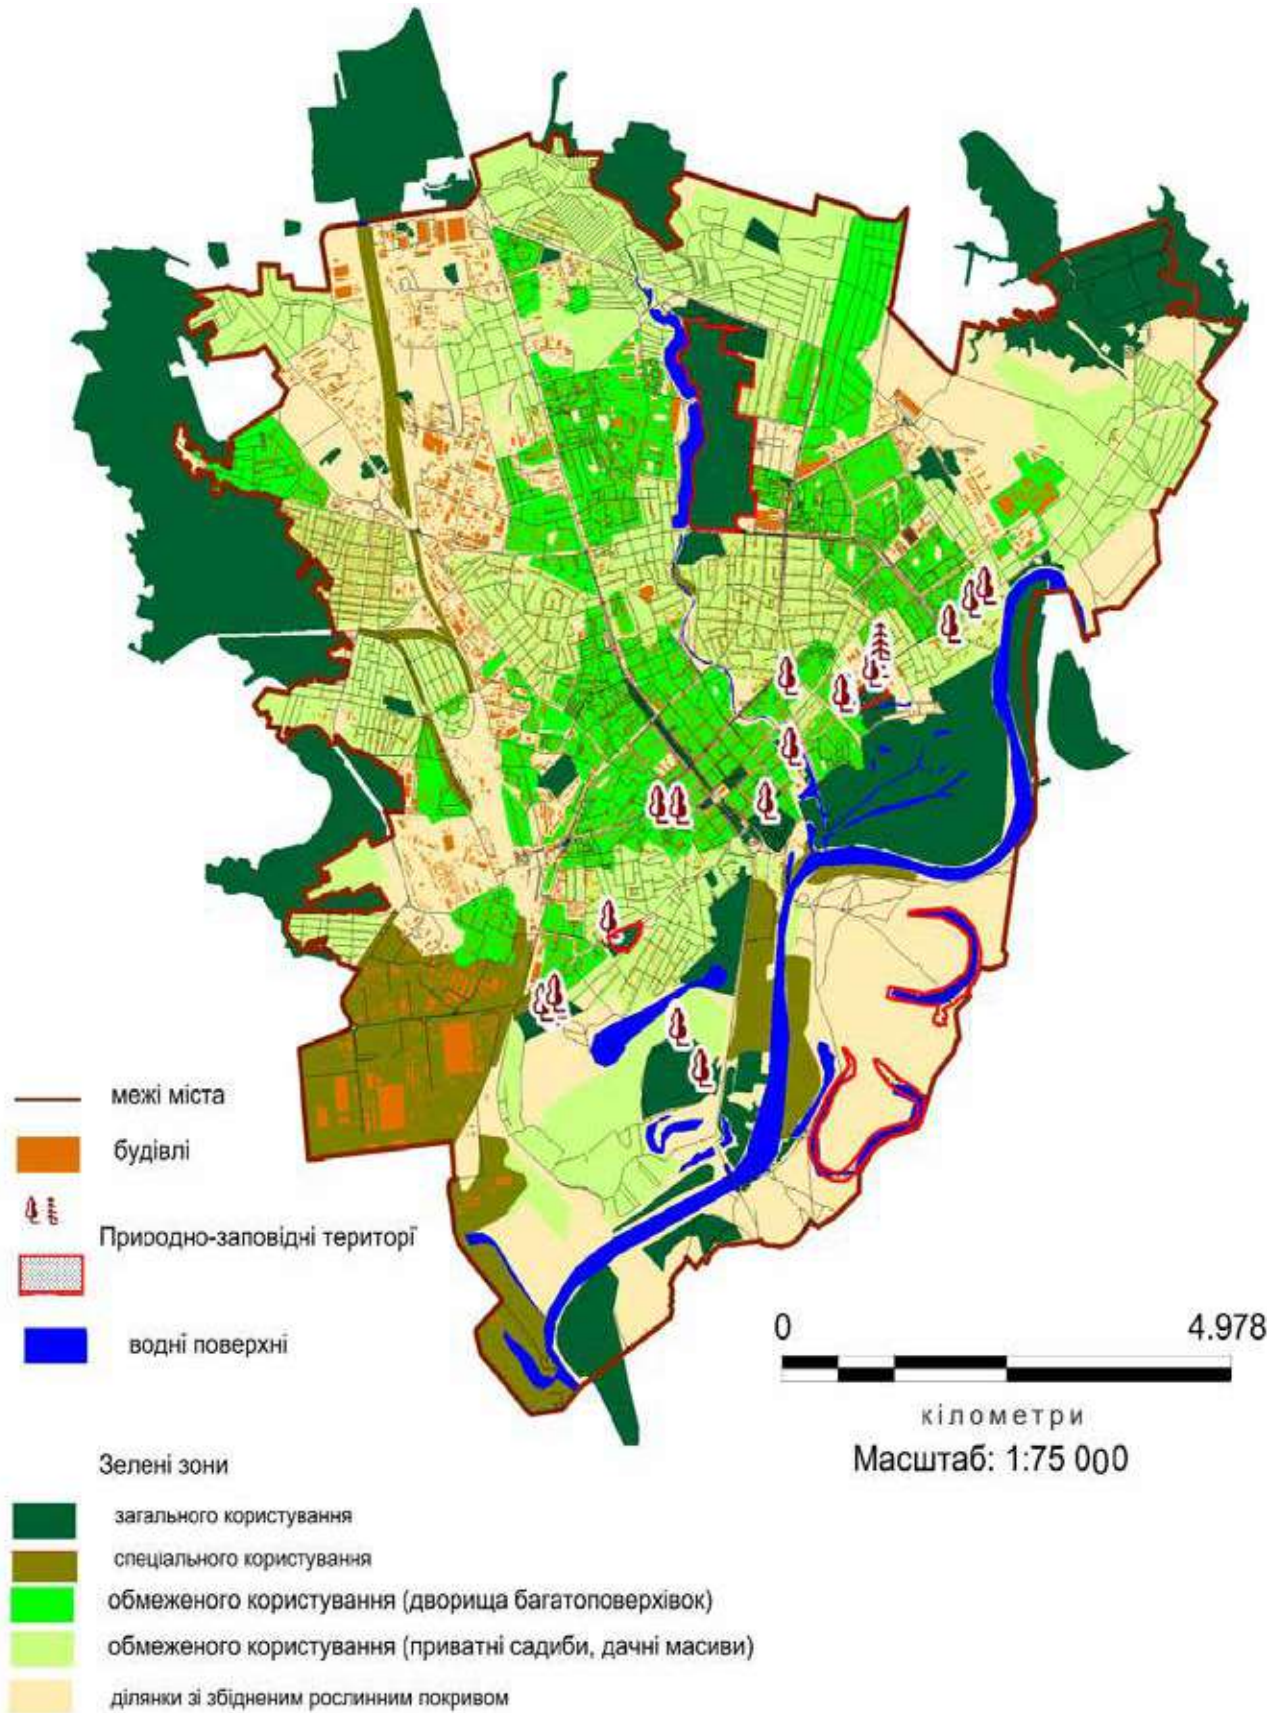 межі міста
будівлі
Природно-заповідні територї
водні поверхні
0 4.978
кілометри
Масштаб: 1:75 000
Зелені зони
загального користування
спеціального користування
обмеженого користування (дворища багатоповерхівок)
обмеженого користування (приватні садиби, дачні масиви)
ділянки зі збідненим рослинним покривом